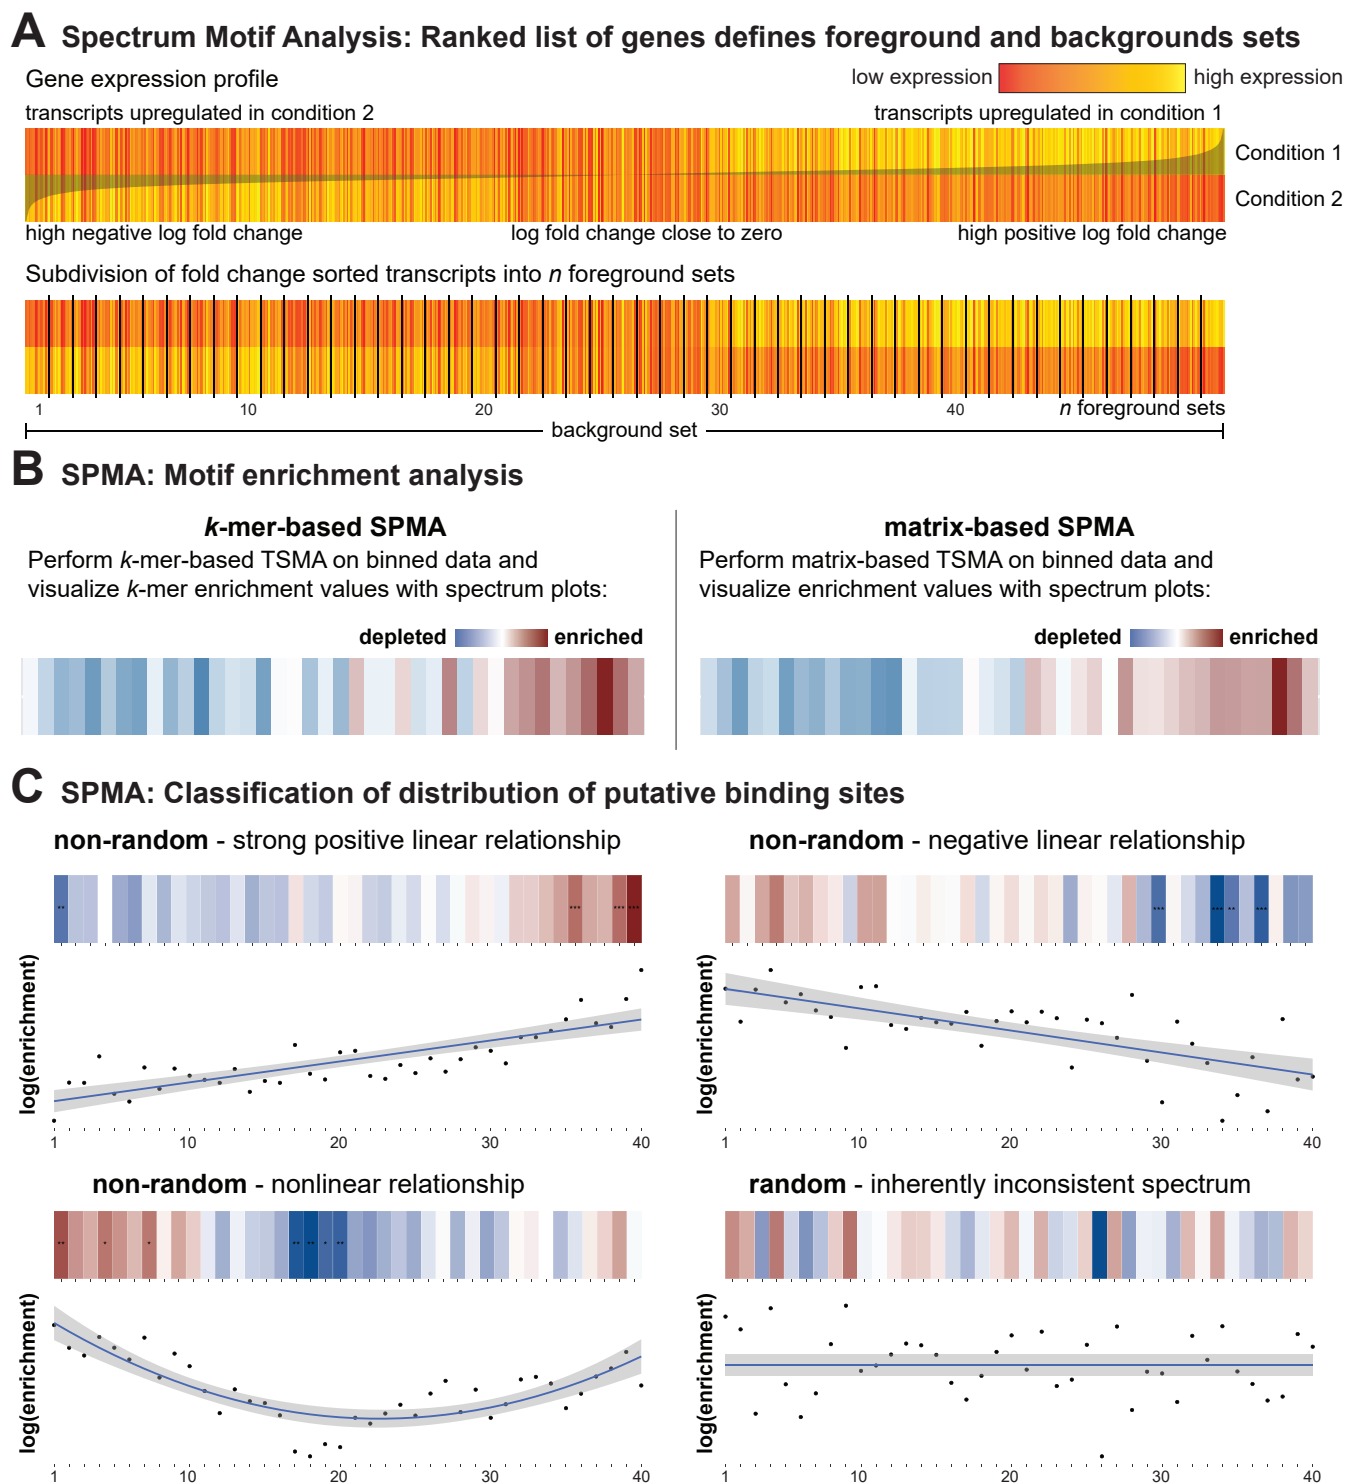 A Spectrum Motif Analysis: Ranked list of genes defines foreground and backgrounds sets
Gene expression profile
low expression high expression
transcripts upregulated in condition 2 transcripts upregulated in condition 1
Condition 1
Condition 2
high negative log fold change log fold change close to zero high positive log fold change
Subdivision of fold change sorted transcripts into n foreground sets
1 10 20 30 40 n foreground sets
background set
B SPMA: Motif enrichment analysis
k-mer-based SPMA
Perform k-mer-based TSMA on binned data and
visualize k-mer enrichment values with spectrum plots:
depleted enriched
matrix-based SPMA
Perform matrix-based TSMA on binned data and
visualize enrichment values with spectrum plots:
depleted enriched
C SPMA: Classification of distribution of putative binding sites
non-random - strong positive linear relationship
log(enrichment)
1 10 20 30 40
non-random - negative linear relationship
log(enrichment)
1 10 20 30 40
non-random - nonlinear relationship
log(enrichment)
1 10 20 30 40
random - inherently inconsistent spectrum
log(enrichment)
1 10 20 30 40